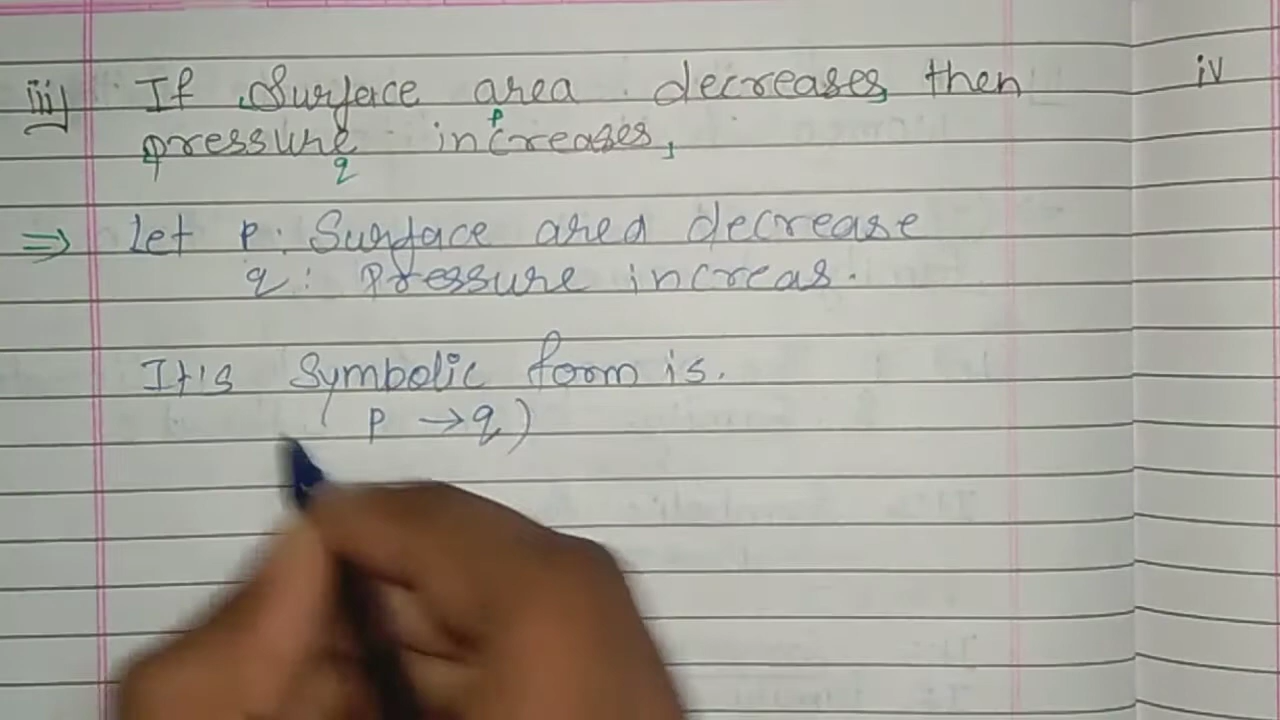 iii) If Surface area decreases, then
p
pressure increases,
q
⇒ Let p: Surface area decrease
q: Pressure increas.
It's Symbolic form is.
( p → q)
iv